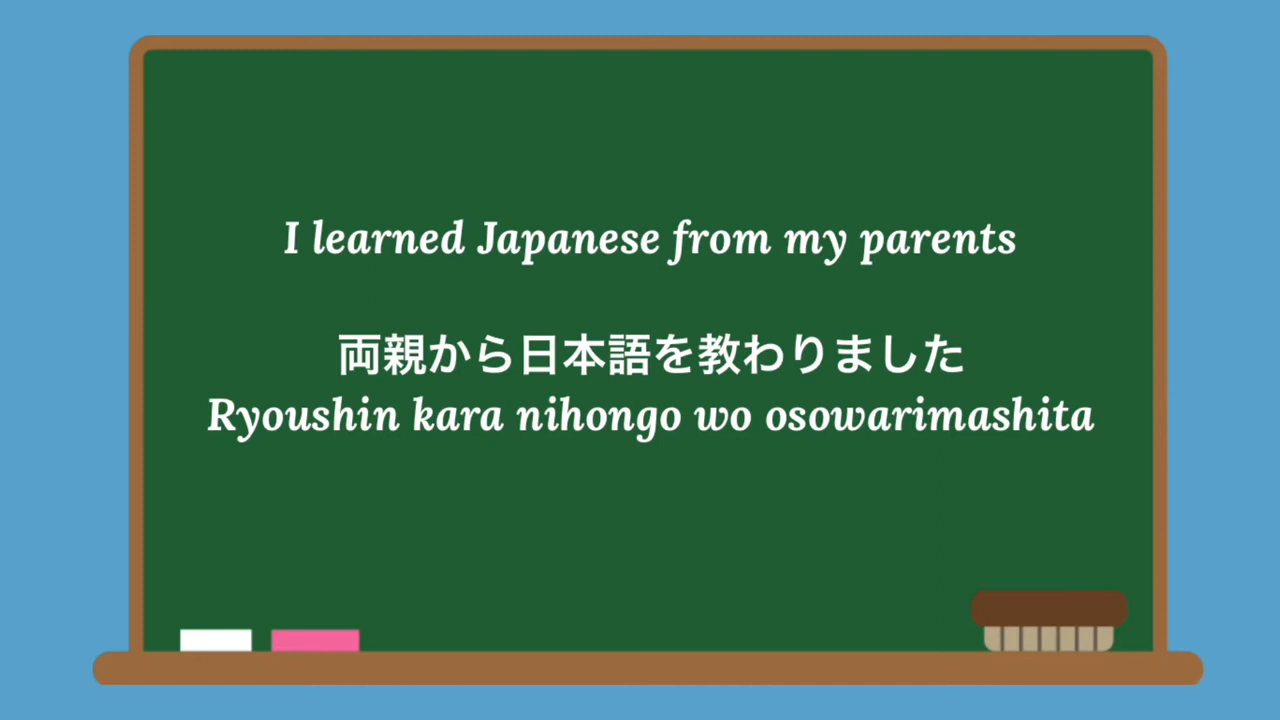 I learned Japanese from my parents
両親から日本語を教わりました
Ryoushin kara nihongo wo osowarimashita